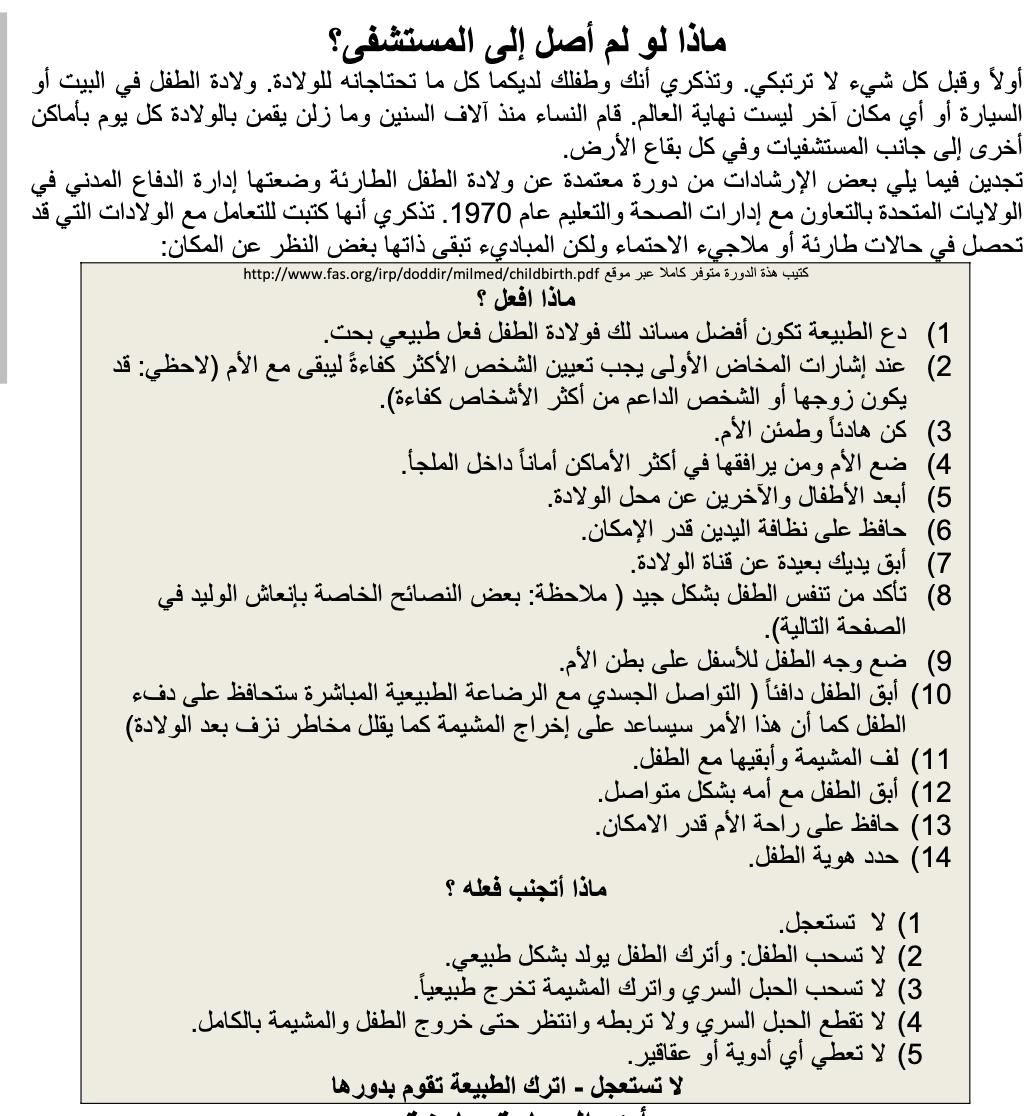 ماذا لو لم أصل إلى المستشفى؟
أولاً وقبل كل شيء لا ترتبكي. وتذكري أنك وطفلك لديكما كل ما تحتاجانه للولادة. ولادة الطفل في البيت أو
السيارة أو أي مكان آخر ليست نهاية العالم. قام النساء منذ آلاف السنين وما زلن يقمن بالولادة كل يوم بأماكن
أخرى إلى جانب المستشفيات وفي كل بقاع الأرض.
تجدين فيما يلي بعض الإرشادات من دورة معتمدة عن ولادة الطفل الطارئة وضعتها إدارة الدفاع المدني في
الولايات المتحدة بالتعاون مع إدارات الصحة والتعليم عام 1970. تذكري أنها كتبت للتعامل مع الولادات التي قد
تحصل في حالات طارئة أو ملاجيء الاحتماء ولكن المباديء تبقى ذاتها بغض النظر عن المكان:
كتيب هذة الدورة متوفر كاملا عبر موقع http://www.fas.org/irp/doddir/milmed/childbirth.pdf
ماذا افعل ؟
1) دع الطبيعة تكون أفضل مساند لك فولادة الطفل فعل طبيعي بحت.
2) عند إشارات المخاض الأولى يجب تعيين الشخص الأكثر كفاءةً ليبقى مع الأم (لاحظي: قد
يكون زوجها أو الشخص الداعم من أكثر الأشخاص كفاءة).
3) كن هادئاً وطمئن الأم.
4) ضع الأم ومن يرافقها في أكثر الأماكن أماناً داخل الملجأ.
5) أبعد الأطفال والآخرين عن محل الولادة.
6) حافظ على نظافة اليدين قدر الإمكان.
7) أبق يديك بعيدة عن قناة الولادة.
8) تأكد من تنفس الطفل بشكل جيد ( ملاحظة: بعض النصائح الخاصة بإنعاش الوليد في
الصفحة التالية).
9) ضع وجه الطفل للأسفل على بطن الأم.
10) أبق الطفل دافئاً ( التواصل الجسدي مع الرضاعة الطبيعية المباشرة ستحافظ على دفء
الطفل كما أن هذا الأمر سيساعد على إخراج المشيمة كما يقلل مخاطر نزف بعد الولادة)
11) لف المشيمة وأبقيها مع الطفل.
12) أبق الطفل مع أمه بشكل متواصل.
13) حافظ على راحة الأم قدر الامكان.
14) حدد هوية الطفل.
ماذا أتجنب فعله ؟
1) لا تستعجل.
2) لا تسحب الطفل: وأترك الطفل يولد بشكل طبيعي.
3) لا تسحب الحبل السري واترك المشيمة تخرج طبيعياً.
4) لا تقطع الحبل السري ولا تربطه وانتظر حتى خروج الطفل والمشيمة بالكامل.
5) لا تعطي أي أدوية أو عقاقير.
لا تستعجل - اترك الطبيعة تقوم بدورها